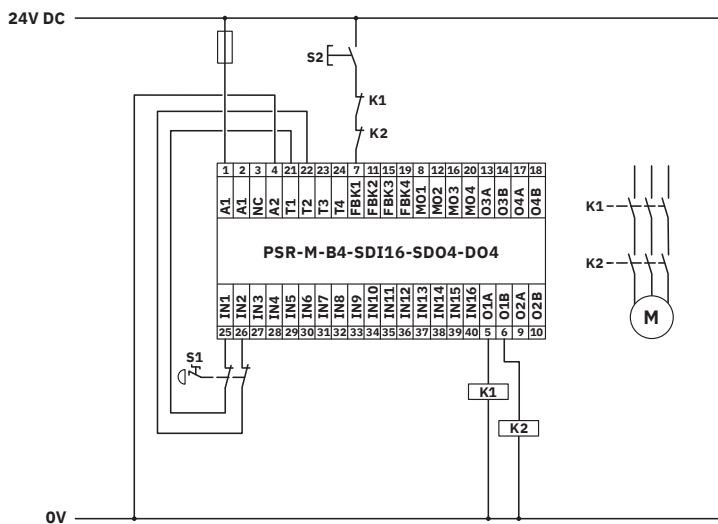 24V DC
S2
K1
K2
1 2 3 4 21 22 23 24 7 11 15 19 8 12 16 20 13 14 17 18
A1 A1 NC A2 T1 T2 T3 T4 FBK1 FBK2 FBK3 FBK4 MO1 MO2 MO3 MO4 O3A O3B O4A O4B
K1
PSR-M-B4-SDI16-SDO4-DO4
K2
IN1 IN2 IN3 IN4 IN5 IN6 IN7 IN8 IN9 IN10 IN11 IN12 IN13 IN14 IN15 IN16 O1A O1B O2A O2B
M
25 26 27 28 29 30 31 32 33 34 35 36 37 38 39 40 5 6 9 10
S1
K1
K2
0V